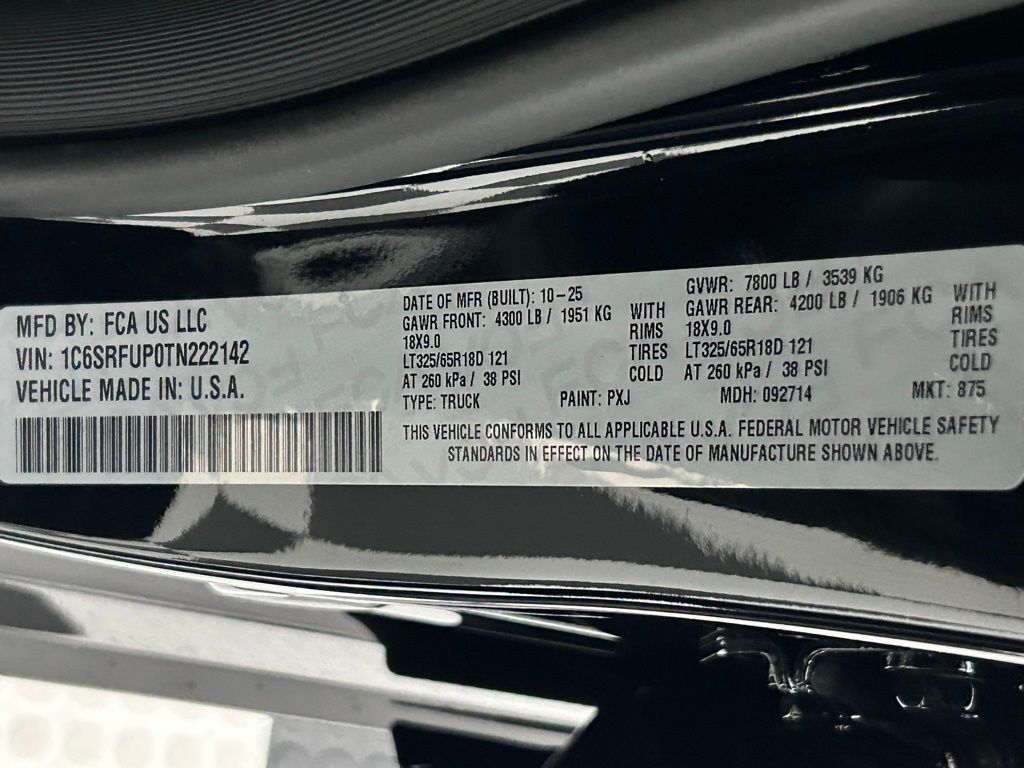 MFD BY: FCA US LLC
VIN: 1C6SRFUP0TN222142
VEHICLE MADE IN: U.S.A.
DATE OF MFR (BUILT): 10-25
GAWR FRONT: 4300 LB / 1951 KG WITH
18X9.0 RIMS
LT325/65R18D 121 TIRES
AT 260 kPa / 38 PSI COLD
GVWR: 7800 LB / 3539 KG
GAWR REAR: 4200 LB / 1906 KG WITH
18X9.0 RIMS
LT325/65R18D 121 TIRES
AT 260 kPa / 38 PSI COLD
TYPE: TRUCK PAINT: PXJ MDH: 092714 MKT: 875
THIS VEHICLE CONFORMS TO ALL APPLICABLE U.S.A. FEDERAL MOTOR VEHICLE SAFETY
STANDARDS IN EFFECT ON THE DATE OF MANUFACTURE SHOWN ABOVE.